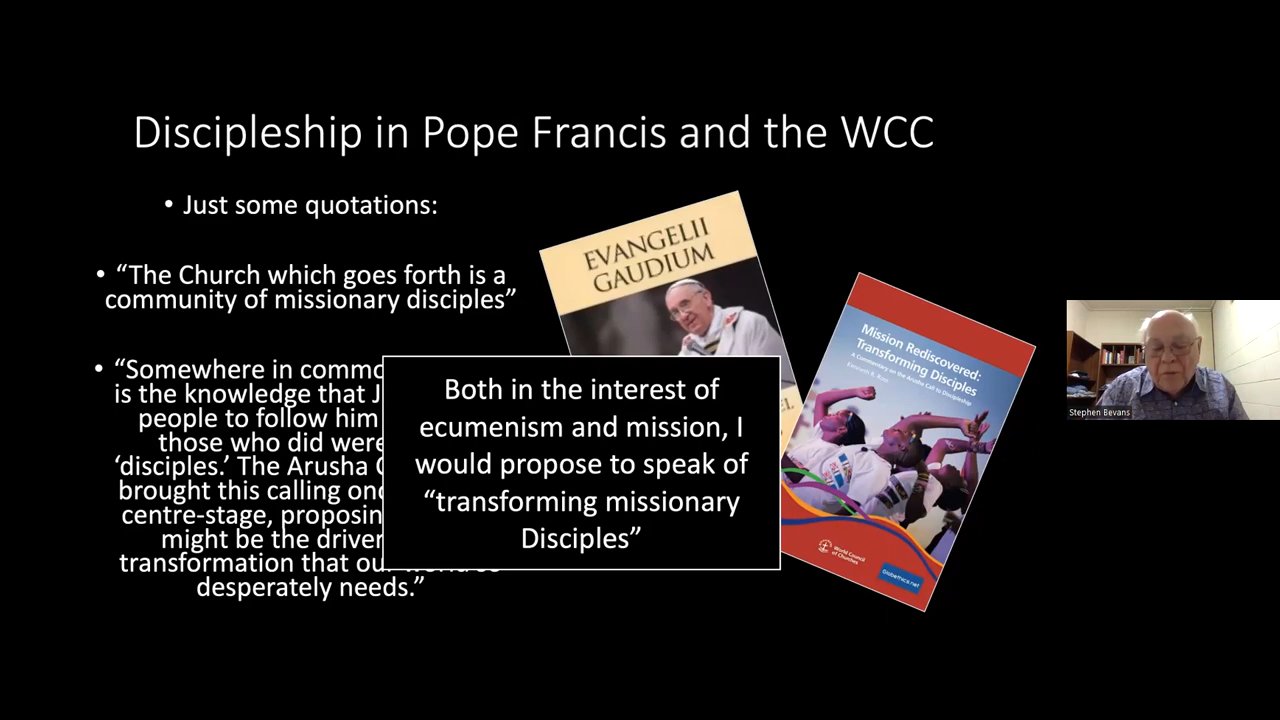 Discipleship in Pope Francis and the WCC
• Just some quotations:
• “The Church which goes forth is a
community of missionary disciples”
• “Somewhere in
is the knowledge that
people to follow him
those who did were
‘disciples.’ The Arusha
brought this calling
centre-stage,
might be the driver
transformation that
desperately needs.”
EVANGELII
GAUDIUM
Both in the interest of
ecumenism and mission, I
would propose to speak of
“transforming missionary
Disciples”
Mission Rediscovered:
Transforming Disciples
A Commentary on the Arusha Call to Discipleship
Kenneth R. Ross
World Council
of Churches
Globethics.net
Stephen Bevans